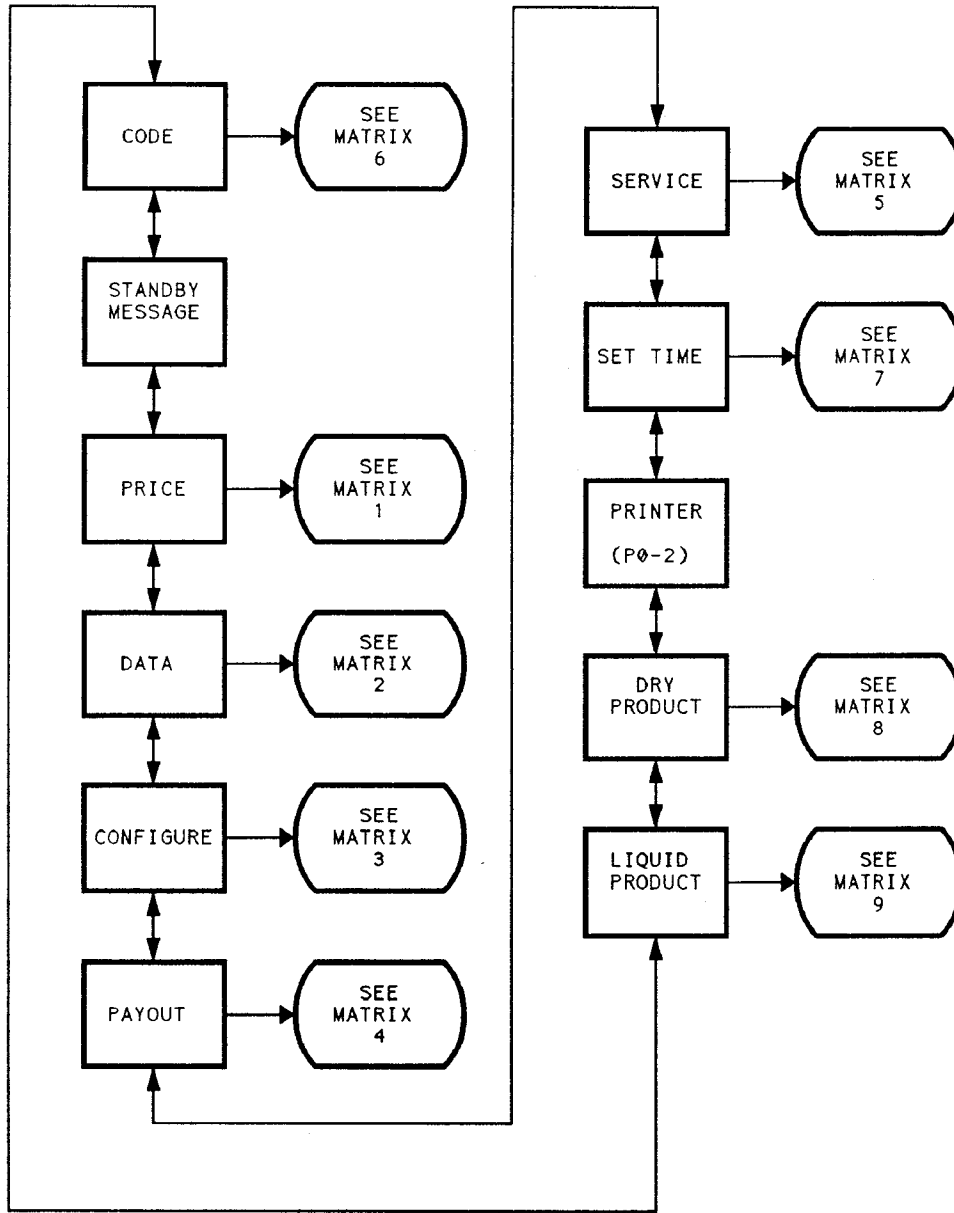 CODE
SEE
MATRIX
6
STANDBY
MESSAGE
PRICE
SEE
MATRIX
1
DATA
SEE
MATRIX
2
CONFIGURE
SEE
MATRIX
3
PAYOUT
SEE
MATRIX
4
SERVICE
SEE
MATRIX
5
SET TIME
SEE
MATRIX
7
PRINTER
(P0-2)
DRY
PRODUCT
SEE
MATRIX
8
LIQUID
PRODUCT
SEE
MATRIX
9